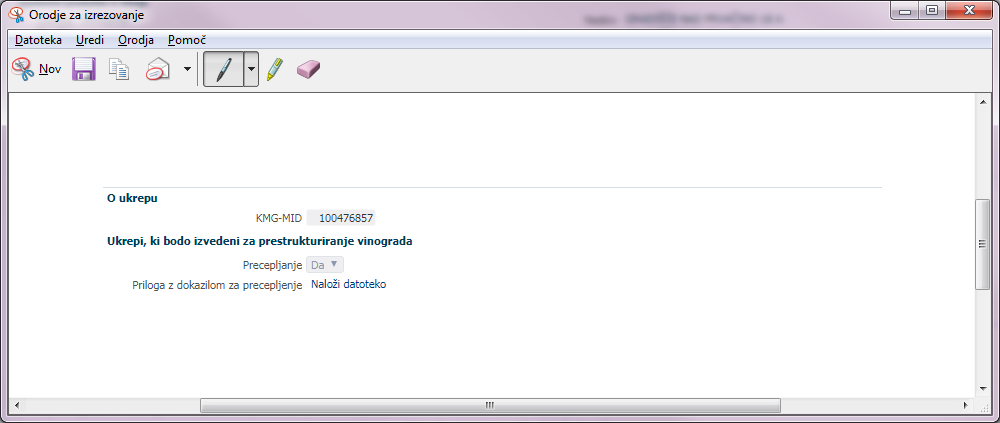 Orodje za izrezovanje
Datoteka Uredi Orodja Pomoč
Nov
O ukrepu
KMG-MID 100476857
Ukrepi, ki bodo izvedeni za prestrukturiranje vinograda
Precepljanje Da
Priloga z dokazilom za precepljenje Naloži datoteko